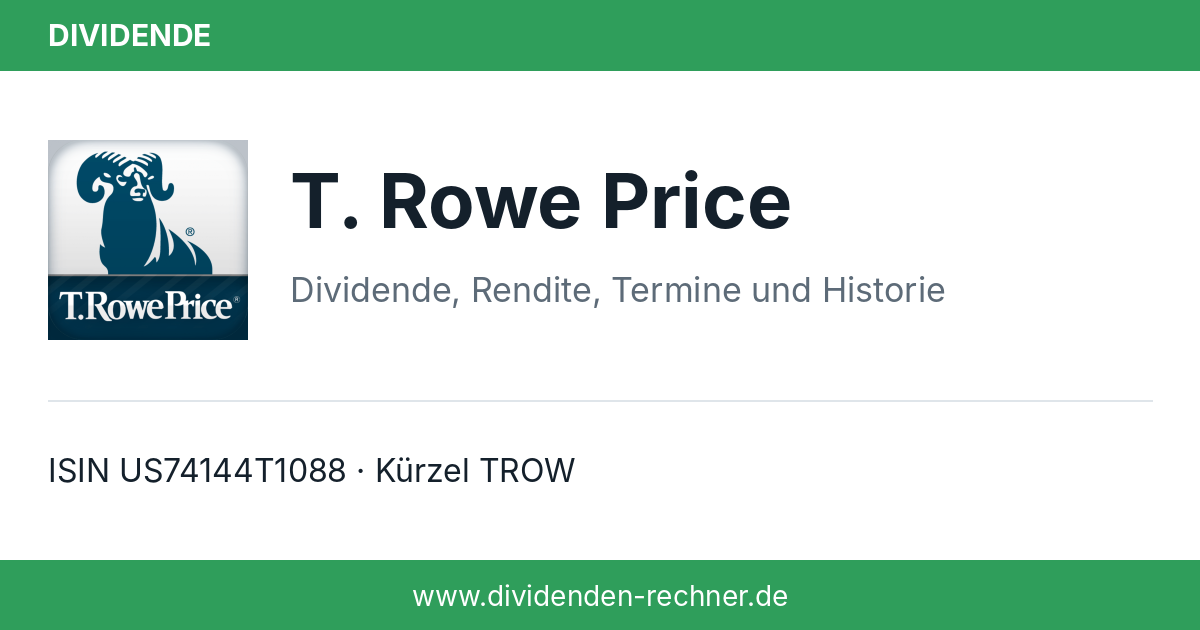 DIVIDENDE
®
T.RowePrice®
T. Rowe Price
Dividende, Rendite, Termine und Historie
ISIN US74144T1088 · Kürzel TROW
www.dividenden-rechner.de